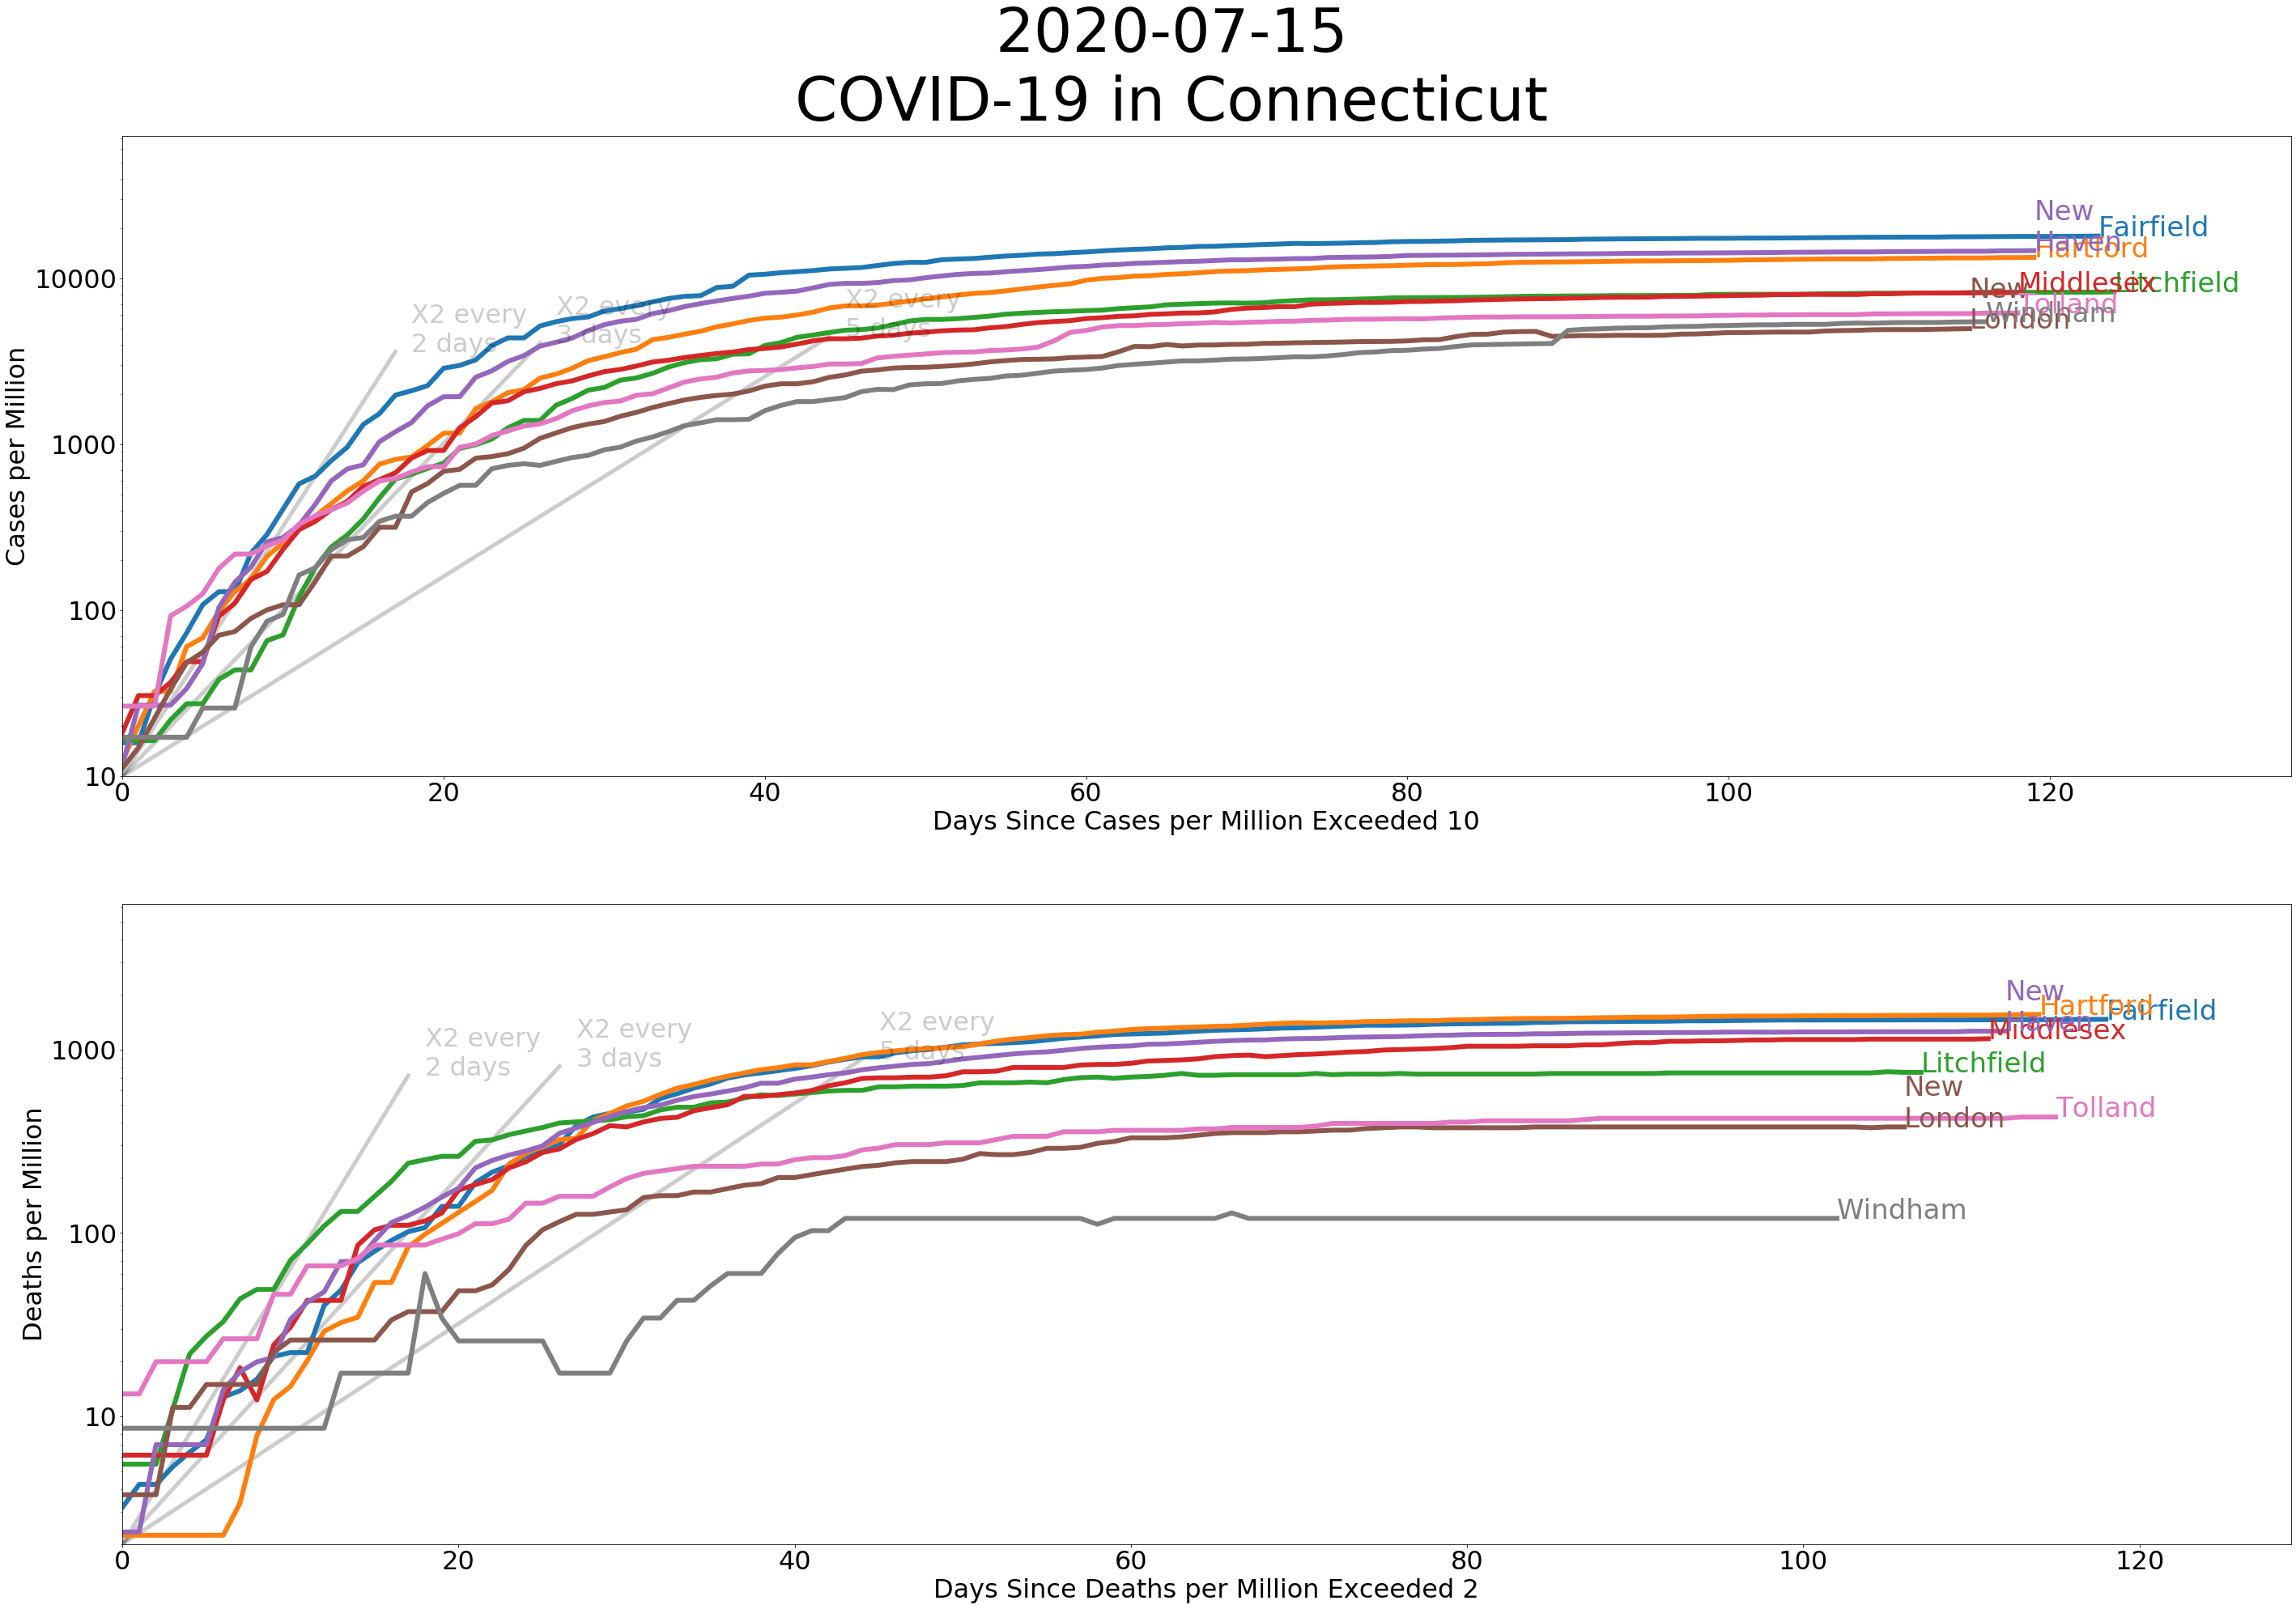 2020-07-15
COVID-19 in Connecticut
Cases per Million
10000
1000
100
10
X2 every
2 days
X2 every
3 days
X2 every
5 days
New
Haven
Fairfield
Hartford
Middlesex
Litchfield
New
London
Tolland
Windham
0 20 40 60 80 100 120
Days Since Cases per Million Exceeded 10
Deaths per Million
1000
100
10
X2 every
2 days
X2 every
3 days
X2 every
5 days
New
Haven
Hartford
Fairfield
Middlesex
Litchfield
New
London
Tolland
Windham
0 20 40 60 80 100 120
Days Since Deaths per Million Exceeded 2